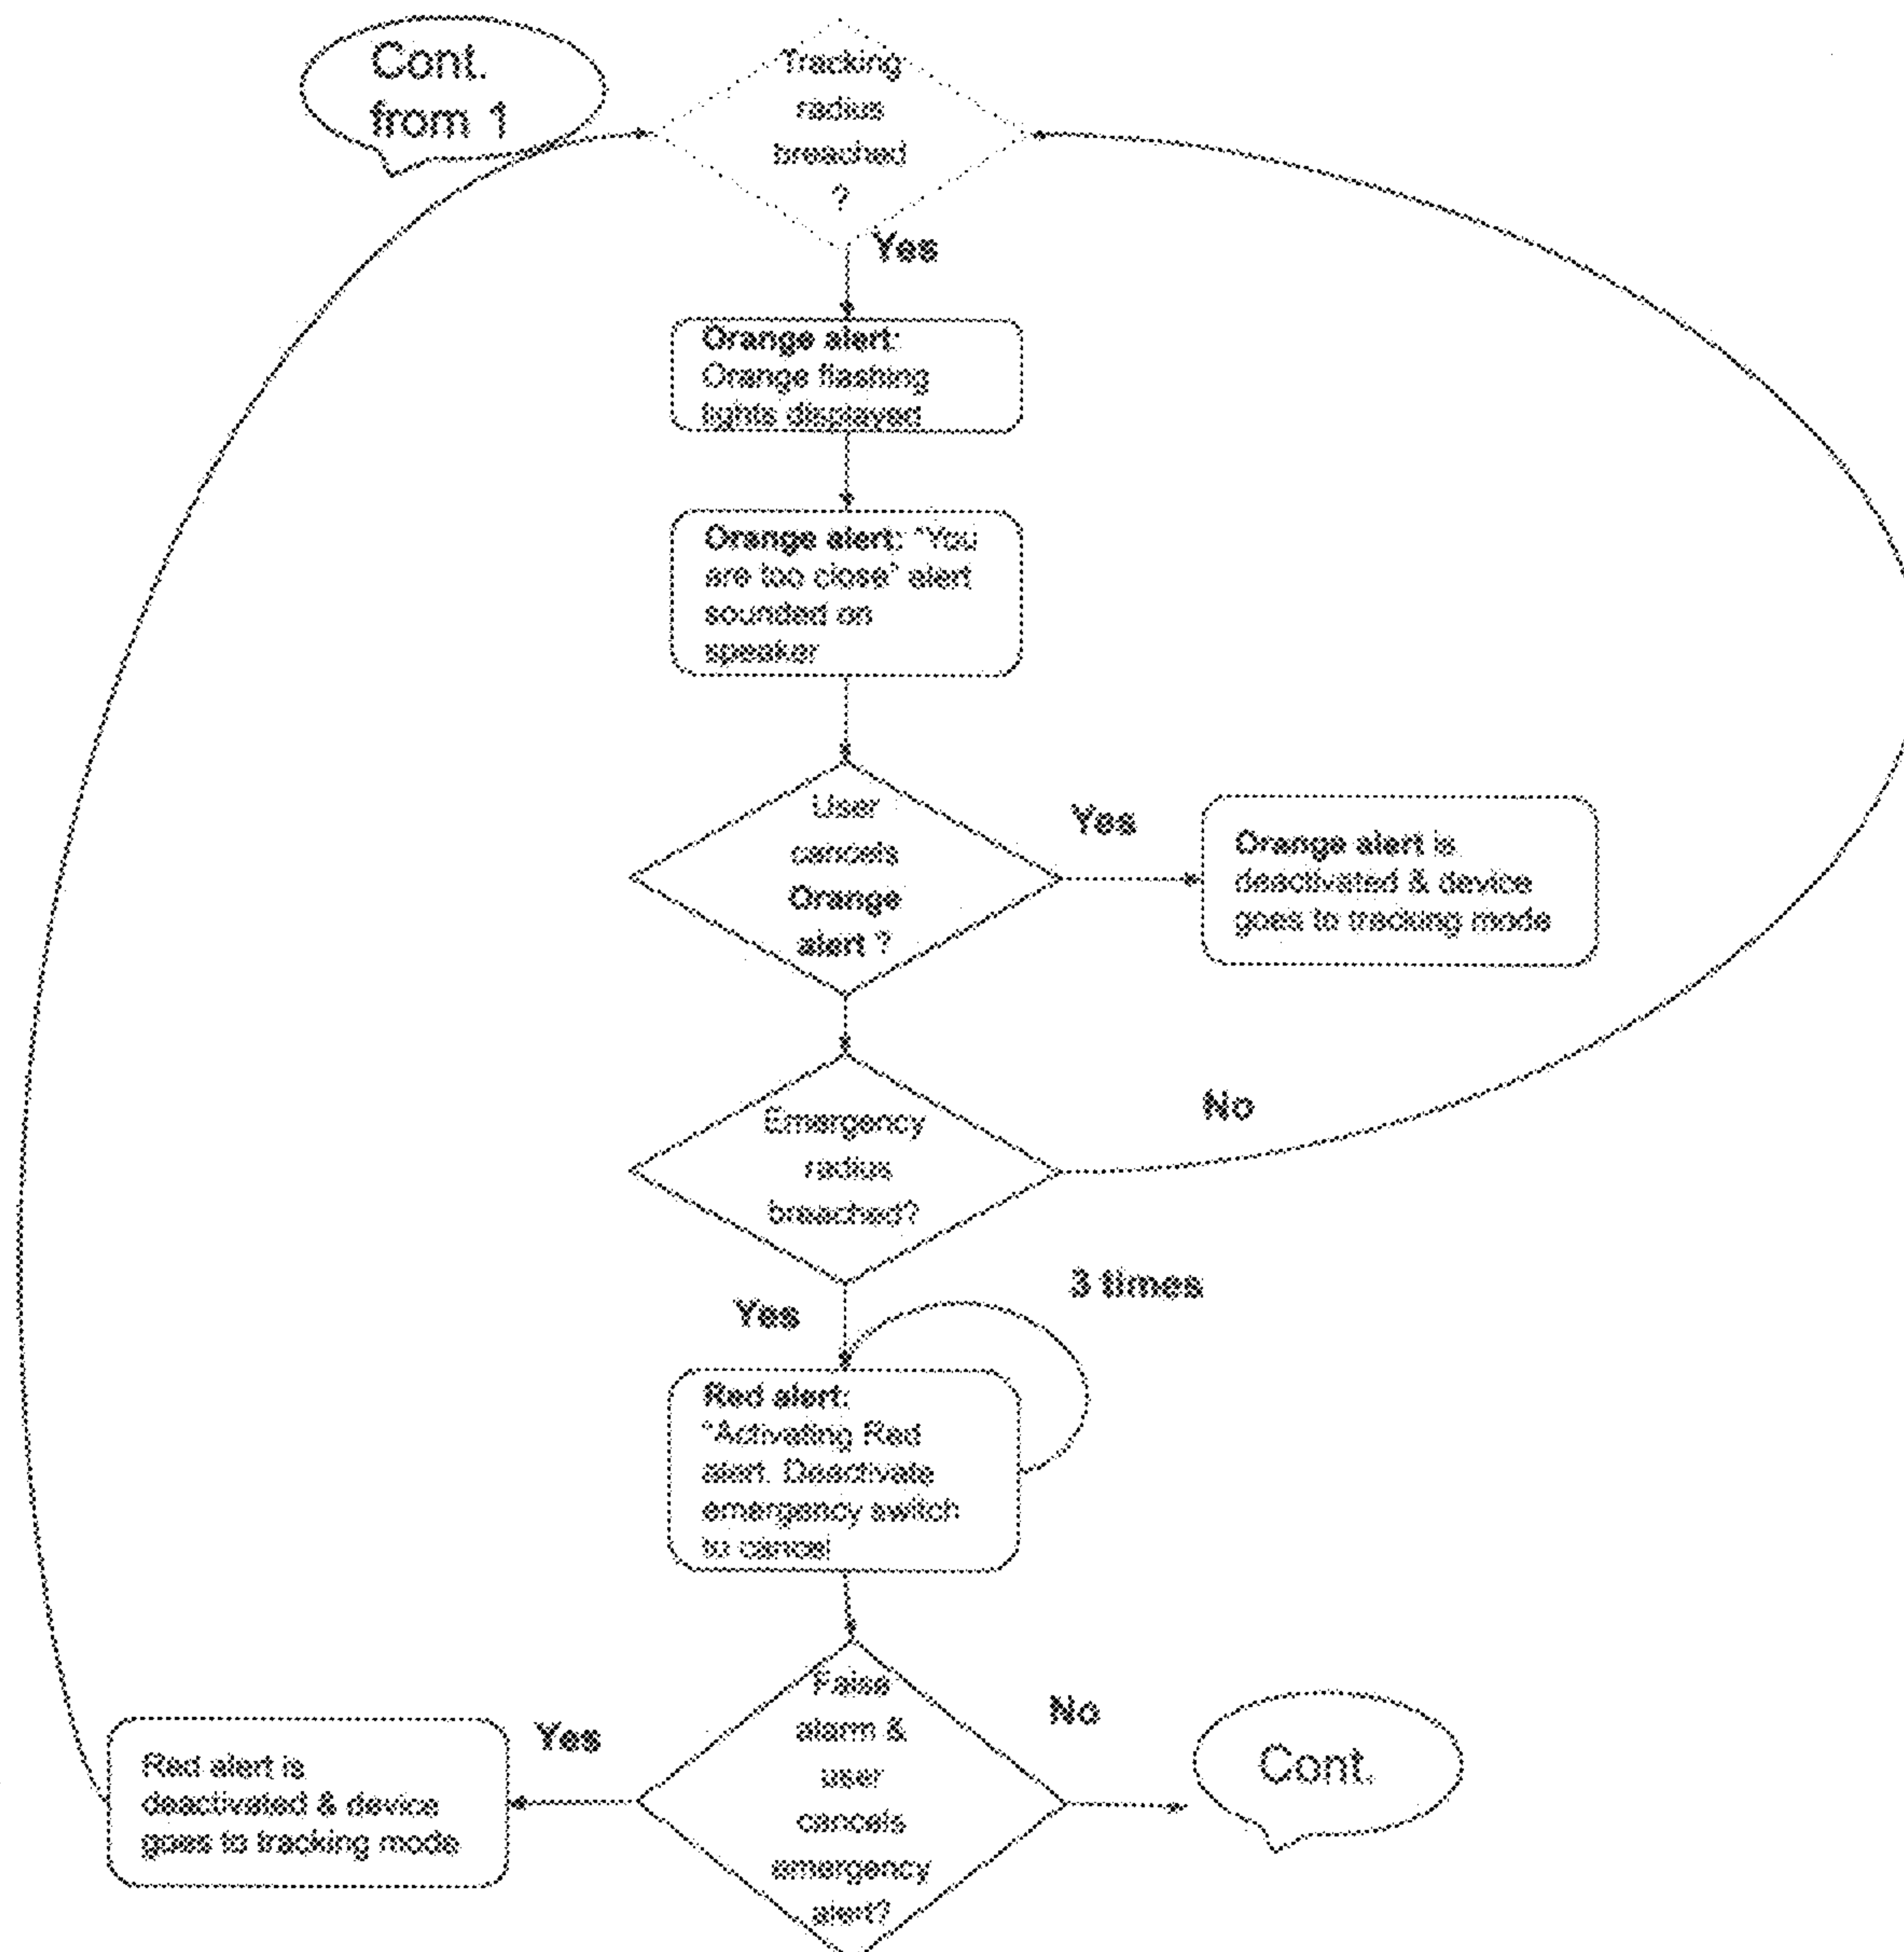 Cont.
from 1
Tracking
radius
breached
?
Yes
Orange alert:
Orange flashing
lights displayed
Orange alert: "You
are too close" alert
sounded on
speaker
User
cancels
Orange
alert ?
Yes
Orange alert is
deactivated & device
goes to tracking mode
Emergency
radius
breached?
No
Yes
3 times
Red alert:
"Activating Red
alert. Deactivate
emergency switch
to cancel
False
alarm &
user
cancels
emergency
alert?
Yes
Red alert is
deactivated & device
goes to tracking mode
No
Cont.